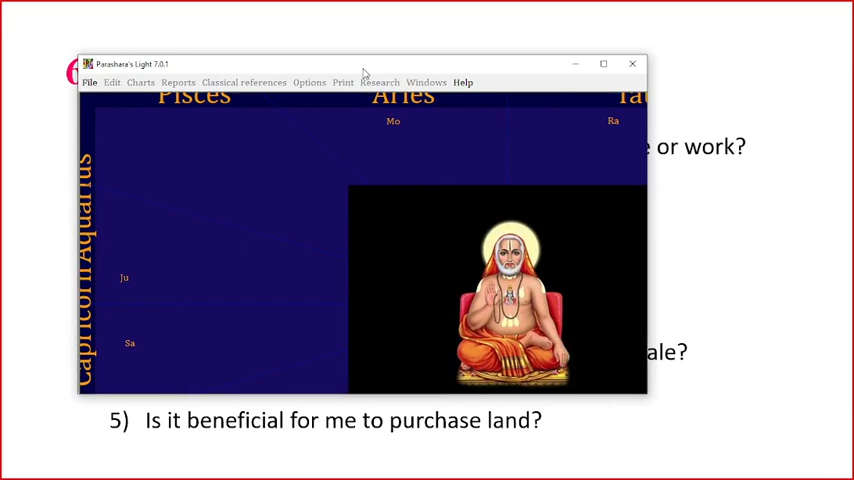 6
Parashara's Light 7.0.1
File Edit Charts Reports Classical references Options Print Research Windows Help
Pisces Aries
Mo Ra
or work?
Aquarius
Capricorn
Ju
Sa
ale?
5) Is it beneficial for me to purchase land?